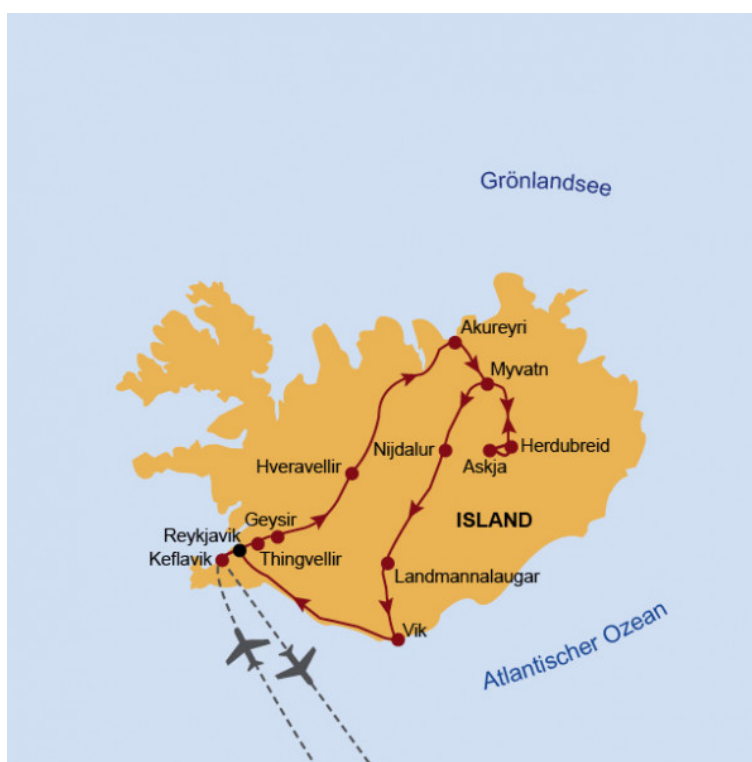 Grönlandsee
Akureyri
Myvatn
Nijdalur
Herdubreid
Askja
Hveravellir
Geysir
ISLAND
Reykjavik
Keflavik
Thingvellir
Landmannalaugar
Vik
Atlantischer Ozean